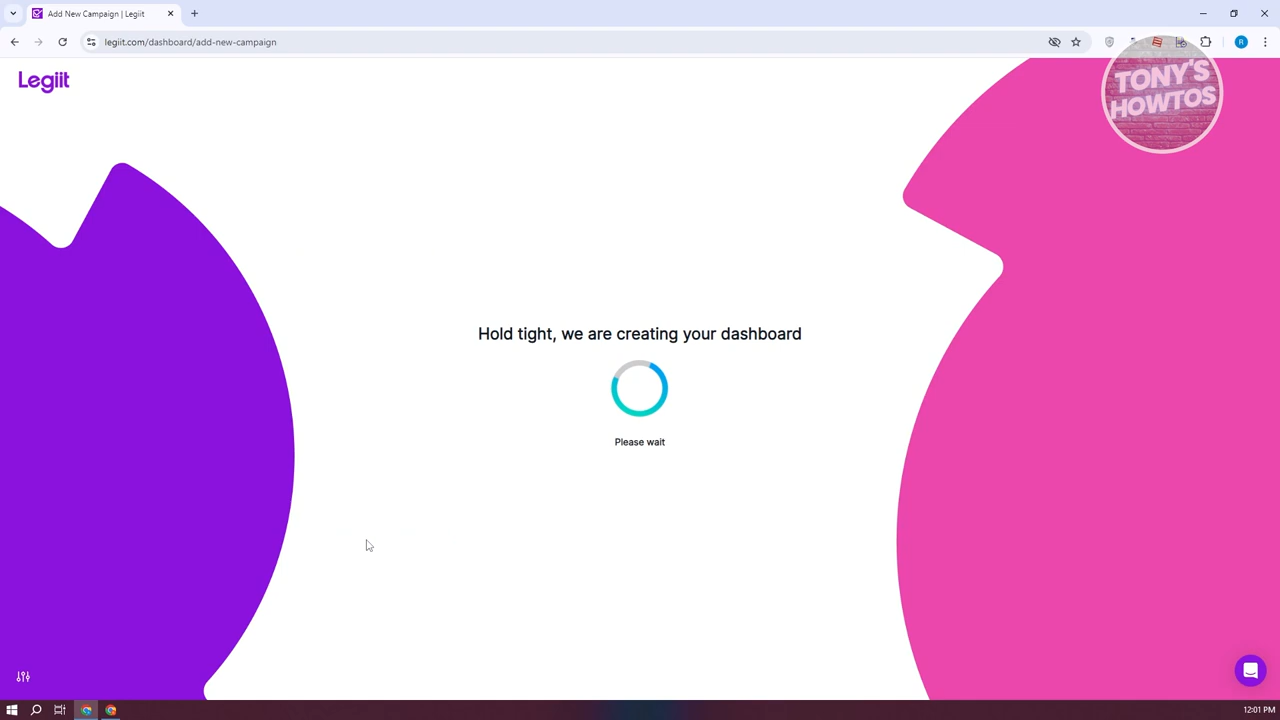 Add New Campaign | Legiit
legiit.com/dashboard/add-new-campaign
R
Legiit
TONY'S
HOWTOS
Hold tight, we are creating your dashboard
Please wait
12:01 PM